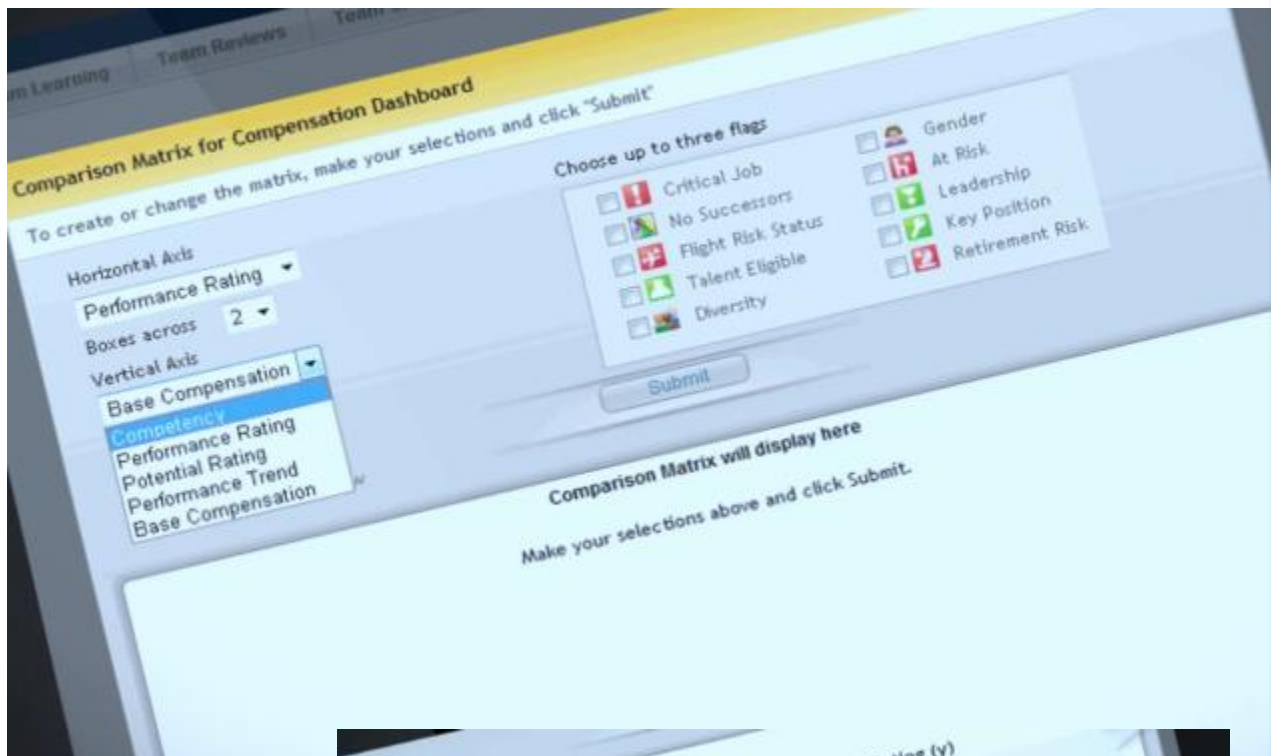 Team Reviews
Learning
Comparison Matrix for Compensation Dashboard
To create or change the matrix, make your selections and click "Submit"
Horizontal Axis
Performance Rating
Boxes across 2
Vertical Axis
Base Compensation
Competency
Performance Rating
Potential Rating
Performance Trend
Base Compensation
Choose up to three flags
Critical Job
No Successors
Flight Risk Status
Talent Eligible
Diversity
Gender
At Risk
Leadership
Key Position
Retirement Risk
Submit
Comparison Matrix will display here
Make your selections above and click Submit.
(y)